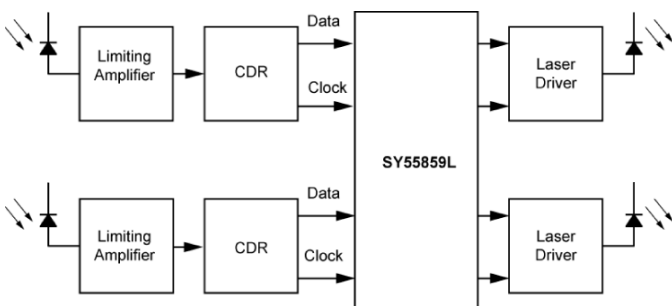 Data
Limiting
Amplifier
CDR
Clock
Laser
Driver
SY55859L
Data
Limiting
Amplifier
CDR
Clock
Laser
Driver